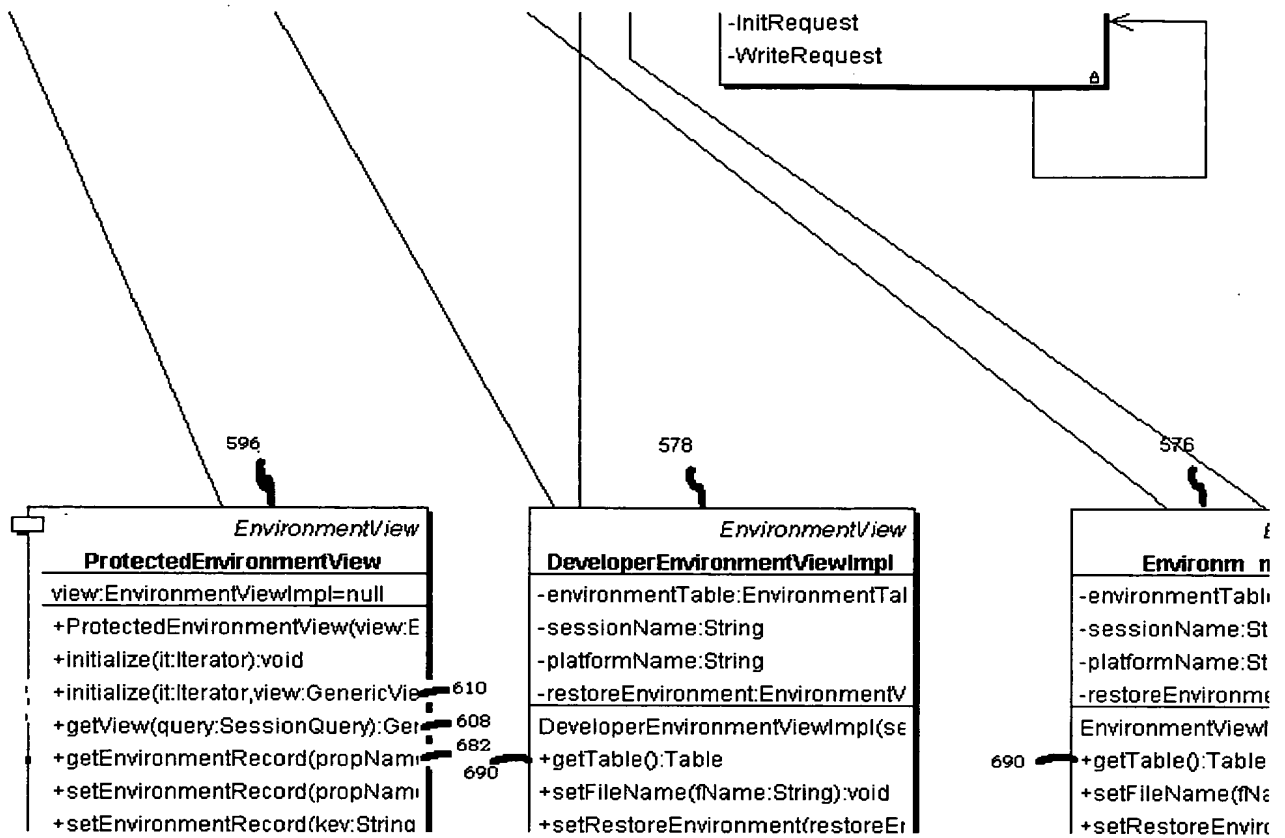 -InitRequest
-WriteRequest
596
578
576
EnvironmentView
ProtectedEnvironmentView
view:EnvironmentViewImpl=null
+ProtectedEnvironmentView(view:E
+initialize(it:Iterator):void
+initialize(it:Iterator,view:GenericVie
610
+getView(query:SessionQuery):Ger
608
+getEnvironmentRecord(propNam
682
+setEnvironmentRecord(propNam
+setEnvironmentRecord(key:String
EnvironmentView
DeveloperEnvironmentViewImpl
-environmentTable:EnvironmentTal
-sessionName:String
-platformName:String
-restoreEnvironment:EnvironmentV
DeveloperEnvironmentViewImpl(se
690
+getTable():Table
+setFileName(fName:String):void
+setRestoreEnvironment(restoreEr
E
Environm n
-environmentTabl
-sessionName:St
-platformName:St
-restoreEnvironme
EnvironmentViewI
690
+getTable():Table
+setFileName(fNa
+setRestoreEnviro